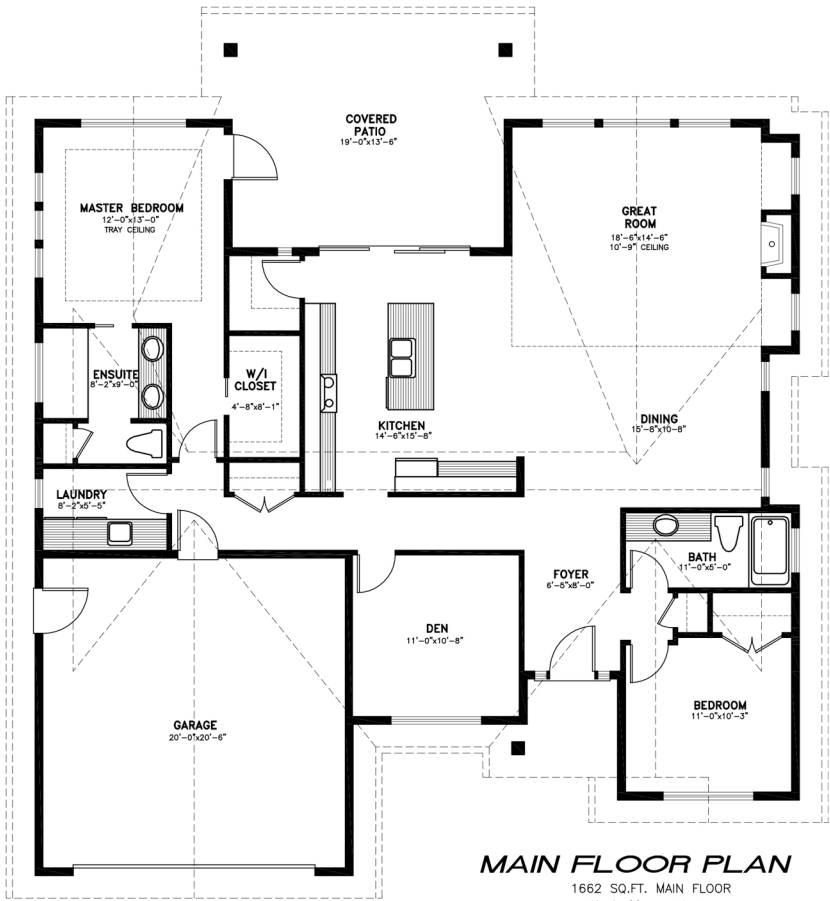 COVERED
PATIO
19'-0"x13'-6"
MASTER BEDROOM
12'-0"x13'-0"
TRAY CEILING
GREAT
ROOM
18'-6"x14'-6"
10'-9" CEILING
ENSUITE
8'-2"x9'-0"
W/I
CLOSET
4'-8"x8'-1"
KITCHEN
14'-6"x15'-8"
DINING
15'-8"x10-8"
LAUNDRY
8'-2"x5'-5"
BATH
11'-0"x5'-0"
FOYER
6'-5"x8'-0"
DEN
11'-0"x10'-8"
BEDROOM
11'-0"x10'-3"
GARAGE
20'-0"x20'-6"
MAIN FLOOR PLAN
1662 SQ.FT. MAIN FLOOR